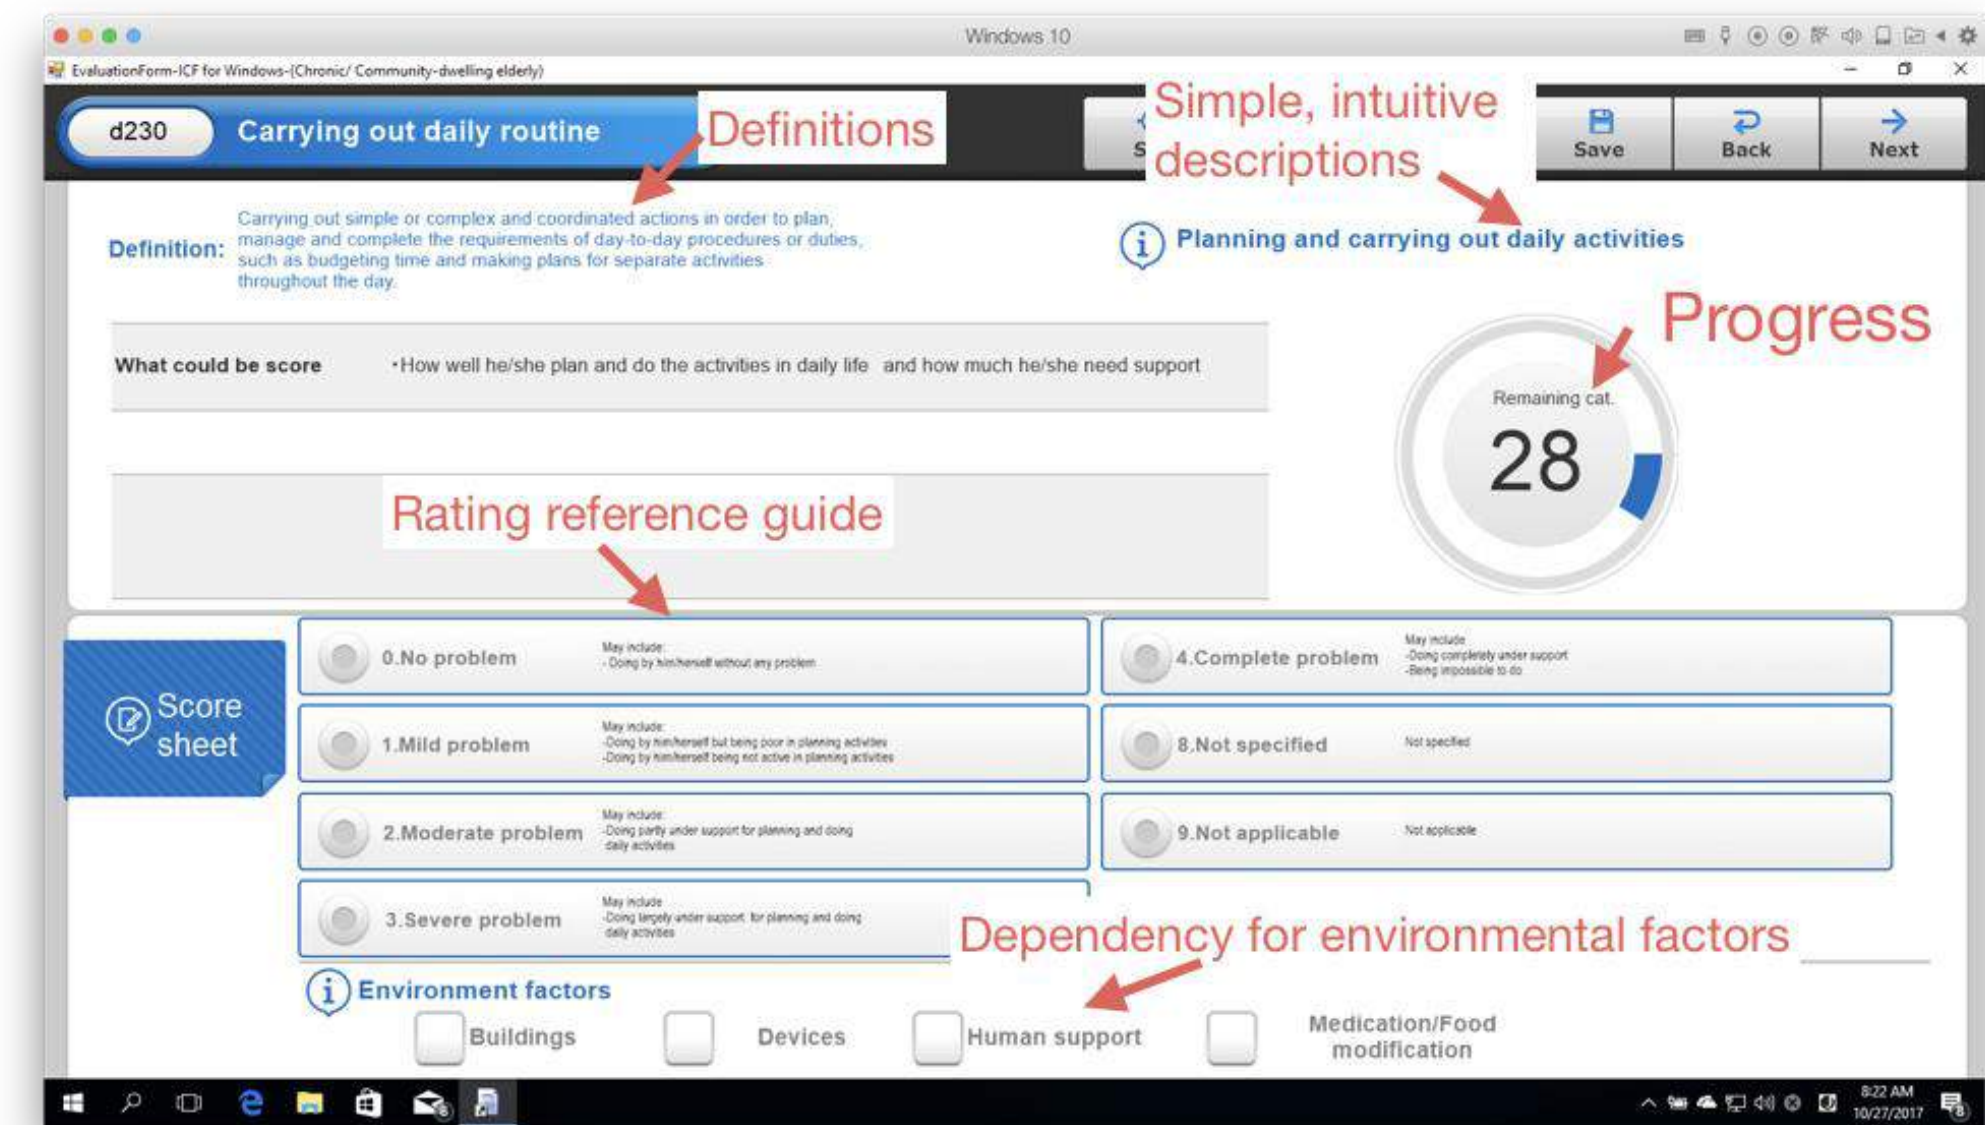 Windows 10
EvaluationForm-ICF for Windows-(Chronic/ Community-dwelling elderly)
d230
Carrying out daily routine
Definitions
Simple, intuitive
descriptions
Save
Back
Next
Definition:
Carrying out simple or complex and coordinated actions in order to plan,
manage and complete the requirements of day-to-day procedures or duties,
such as budgeting time and making plans for separate activities
throughout the day.
Planning and carrying out daily activities
Progress
What could be score
•How well he/she plan and do the activities in daily life and how much he/she need support
Remaining cat.
28
Rating reference guide
Score
sheet
0.No problem
May include:
- Doing by him/herself without any problem
1.Mild problem
May include:
-Doing by him/herself but being poor in planning activities
-Doing by him/herself being not active in planning activities
2.Moderate problem
May include:
-Doing partly under support for planning and doing
daily activities
3.Severe problem
May include
-Doing largely under support for planning and doing
daily activities
4.Complete problem
May include
-Doing completely under support
-Being impossible to do
8.Not specified
Not specified
9.Not applicable
Not applicable
Dependency for environmental factors
Environment factors
Buildings
Devices
Human support
Medication/Food
modification
8:22 AM
10/27/2017